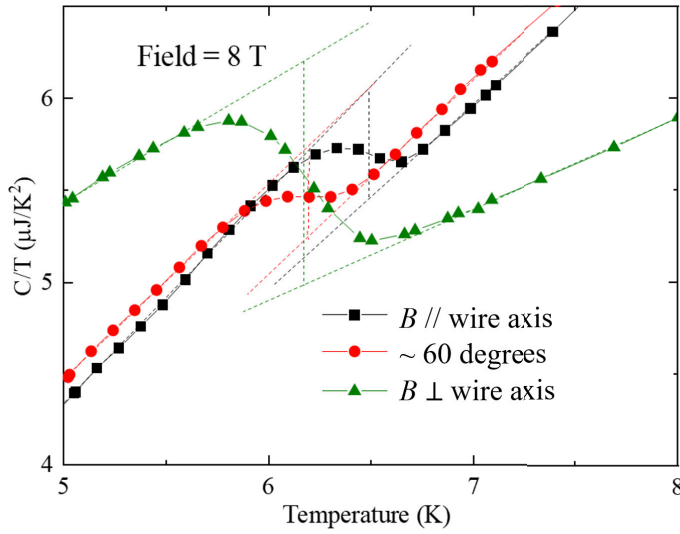 Field = 8 T
C/T (μJ/K²)
6
5
4
B // wire axis
~ 60 degrees
B ⊥ wire axis
5 6 7 8
Temperature (K)